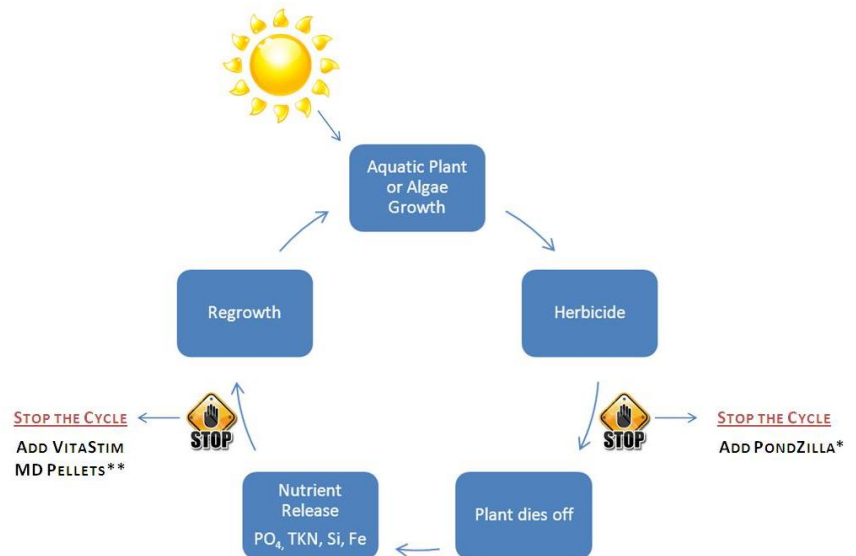 Aquatic Plant
or Algae
Growth
Herbicide
STOP
STOP THE CYCLE
ADD PONDZILLA*
Plant dies off
Nutrient
Release
PO₄, TKN, Si, Fe
STOP
STOP THE CYCLE
ADD VITASTIM
MD PELLETS**
Regrowth